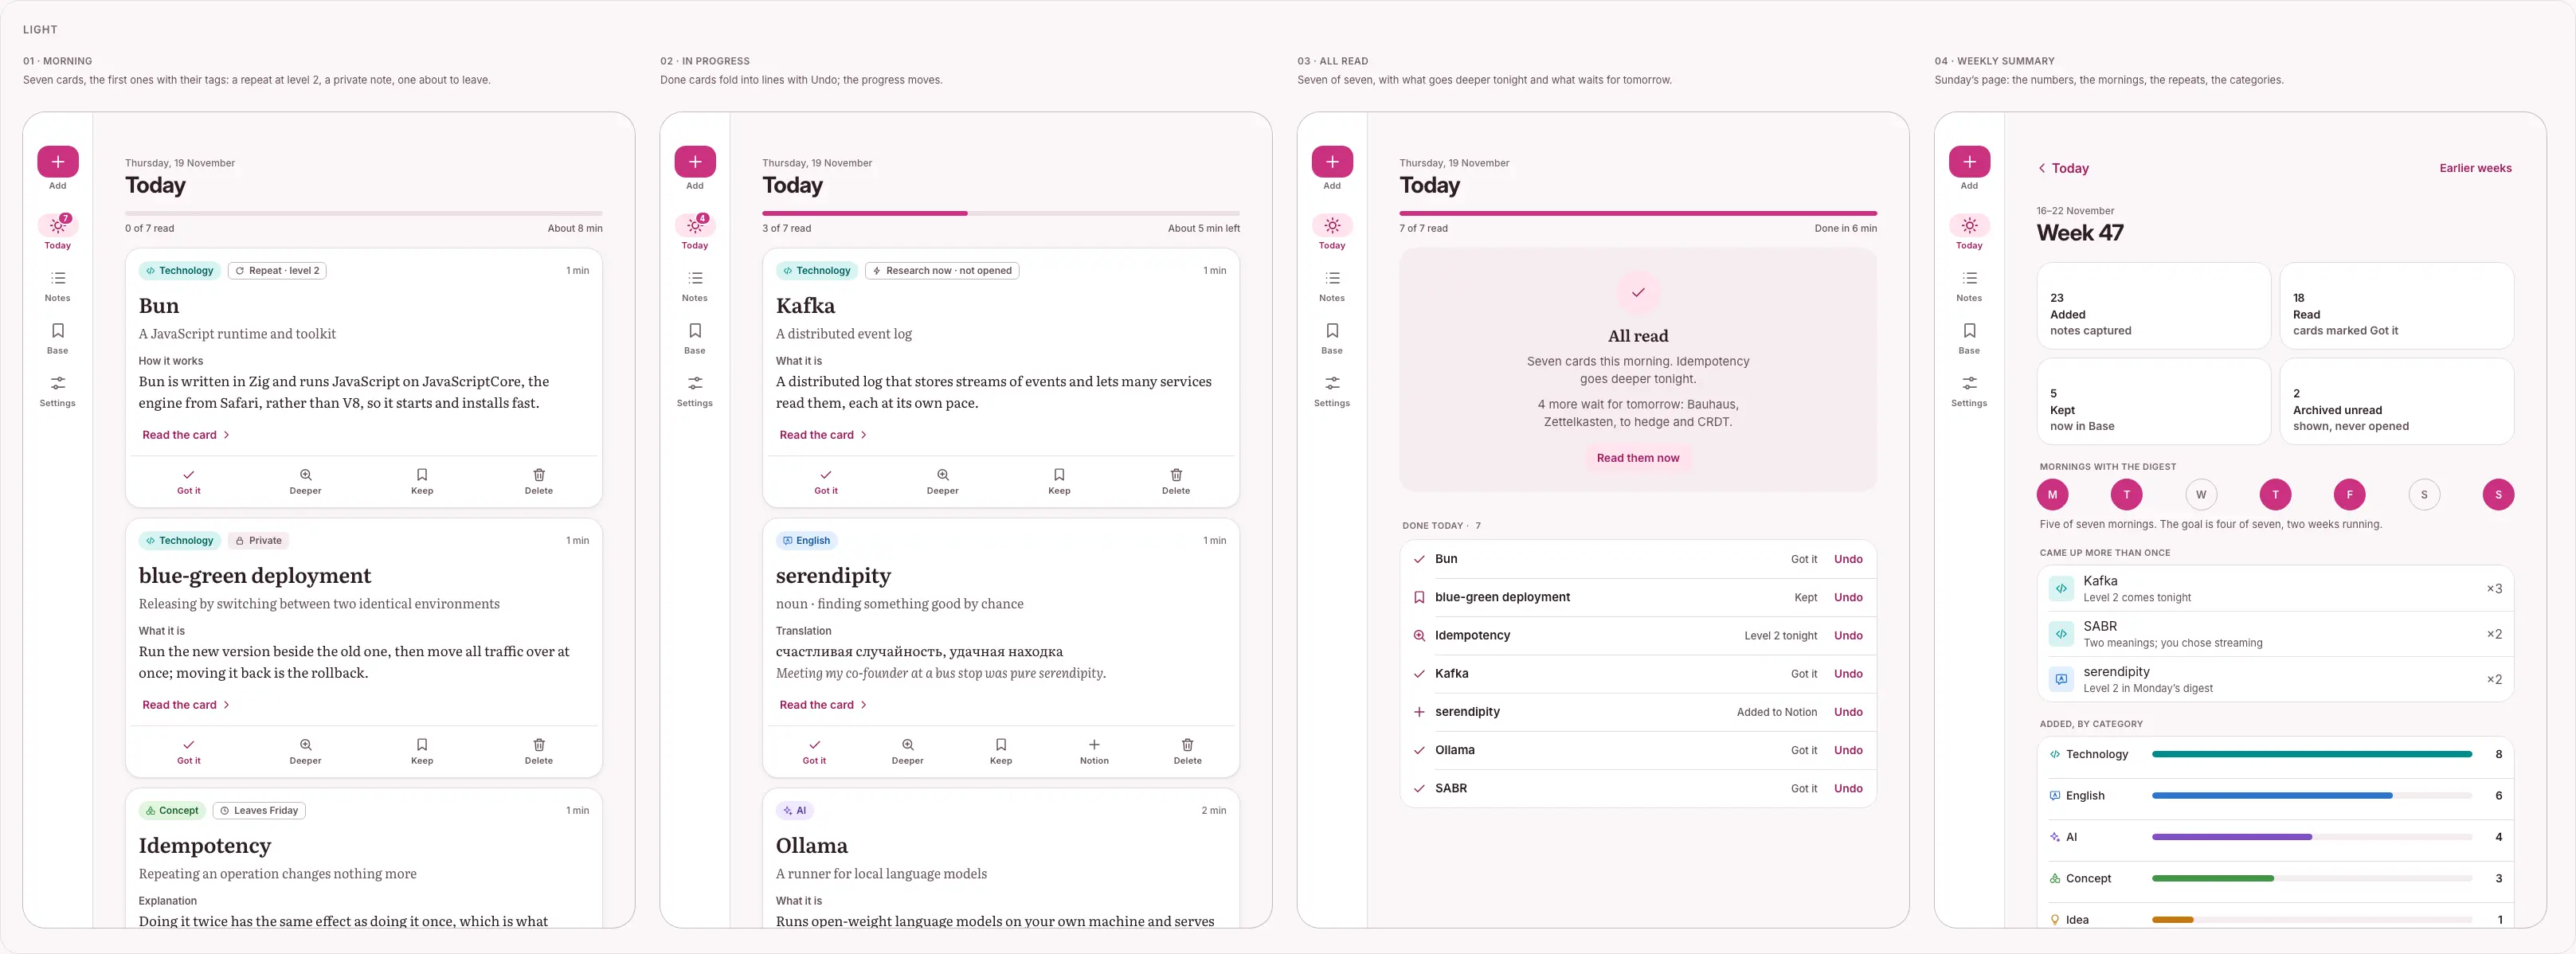 LIGHT
01 · MORNING
Seven cards, the first ones with their tags: a repeat at level 2, a private note, one about to leave.
Add
7
Today
Notes
Base
Settings
Thursday, 19 November
Today
0 of 7 read
About 8 min
Technology
Repeat · level 2
1 min
Bun
A JavaScript runtime and toolkit
How it works
Bun is written in Zig and runs JavaScript on JavaScriptCore, the
engine from Safari, rather than V8, so it starts and installs fast.
Read the card
Got it
Deeper
Keep
Delete
Technology
Private
1 min
blue-green deployment
Releasing by switching between two identical environments
What it is
Run the new version beside the old one, then move all traffic over at
once; moving it back is the rollback.
Read the card
Got it
Deeper
Keep
Delete
Concept
Leaves Friday
1 min
Idempotency
Repeating an operation changes nothing more
Explanation
Doing it twice has the same effect as doing it once, which is what
02 · IN PROGRESS
Done cards fold into lines with Undo; the progress moves.
Add
4
Today
Notes
Base
Settings
Thursday, 19 November
Today
3 of 7 read
About 5 min left
Technology
Research now · not opened
1 min
Kafka
A distributed event log
What it is
A distributed log that stores streams of events and lets many services
read them, each at its own pace.
Read the card
Got it
Deeper
Keep
Delete
English
1 min
serendipity
noun · finding something good by chance
Translation
счастливая случайность, удачная находка
Meeting my co-founder at a bus stop was pure serendipity.
Read the card
Got it
Deeper
Keep
Notion
Delete
AI
2 min
Ollama
A runner for local language models
What it is
Runs open-weight language models on your own machine and serves
03 · ALL READ
Seven of seven, with what goes deeper tonight and what waits for tomorrow.
Add
Today
Notes
Base
Settings
Thursday, 19 November
Today
7 of 7 read
Done in 6 min
All read
Seven cards this morning. Idempotency
goes deeper tonight.
4 more wait for tomorrow: Bauhaus,
Zettelkasten, to hedge and CRDT.
Read them now
DONE TODAY · 7
Bun
Got it
Undo
blue-green deployment
Kept
Undo
Idempotency
Level 2 tonight
Undo
Kafka
Got it
Undo
serendipity
Added to Notion
Undo
Ollama
Got it
Undo
SABR
Got it
Undo
04 · WEEKLY SUMMARY
Sunday's page: the numbers, the mornings, the repeats, the categories.
Add
Today
Notes
Base
Settings
Today
Earlier weeks
16–22 November
Week 47
23
Added
notes captured
18
Read
cards marked Got it
5
Kept
now in Base
2
Archived unread
shown, never opened
MORNINGS WITH THE DIGEST
M T W T F S S
Five of seven mornings. The goal is four of seven, two weeks running.
CAME UP MORE THAN ONCE
Kafka
Level 2 comes tonight
×3
SABR
Two meanings; you chose streaming
×2
serendipity
Level 2 in Monday's digest
×2
ADDED, BY CATEGORY
Technology
8
English
6
AI
4
Concept
3
Idea
1